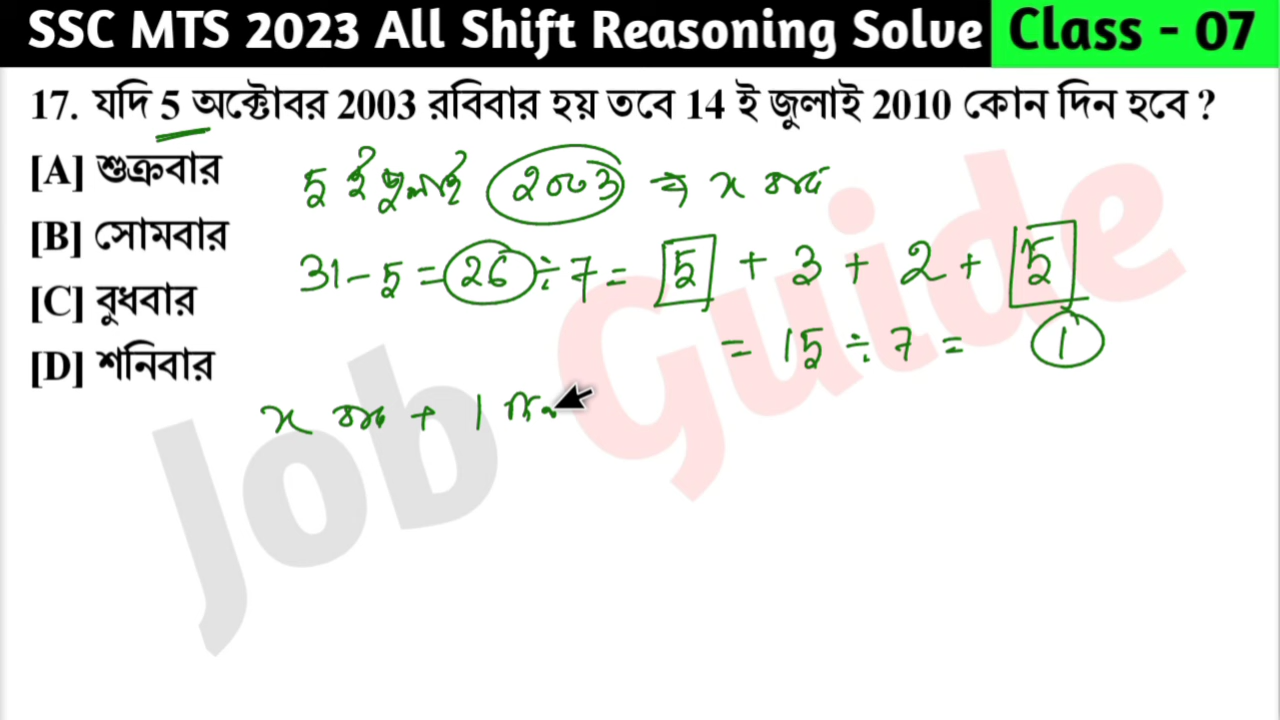 SSC MTS 2023 All Shift Reasoning Solve Class - 07
17. যদি 5 অক্টোবর 2003 রবিবার হয় তবে 14 ই জুলাই 2010 কোন দিন হবে ?
[A] শুক্রবার
[B] সোমবার
[C] বুধবার
[D] শনিবার
5 ই জুলাই 2003 ⇒ x বার
31 - 5 = 26 ÷ 7 = 5 + 3 + 2 + 5
= 15 ÷ 7 = 1
x বার + 1 দিন
Job Guide